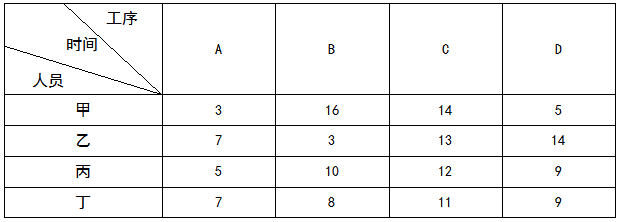 工序
时间
人员
A B C D
甲 3 16 14 5
乙 7 3 13 14
丙 5 10 12 9
丁 7 8 11 9